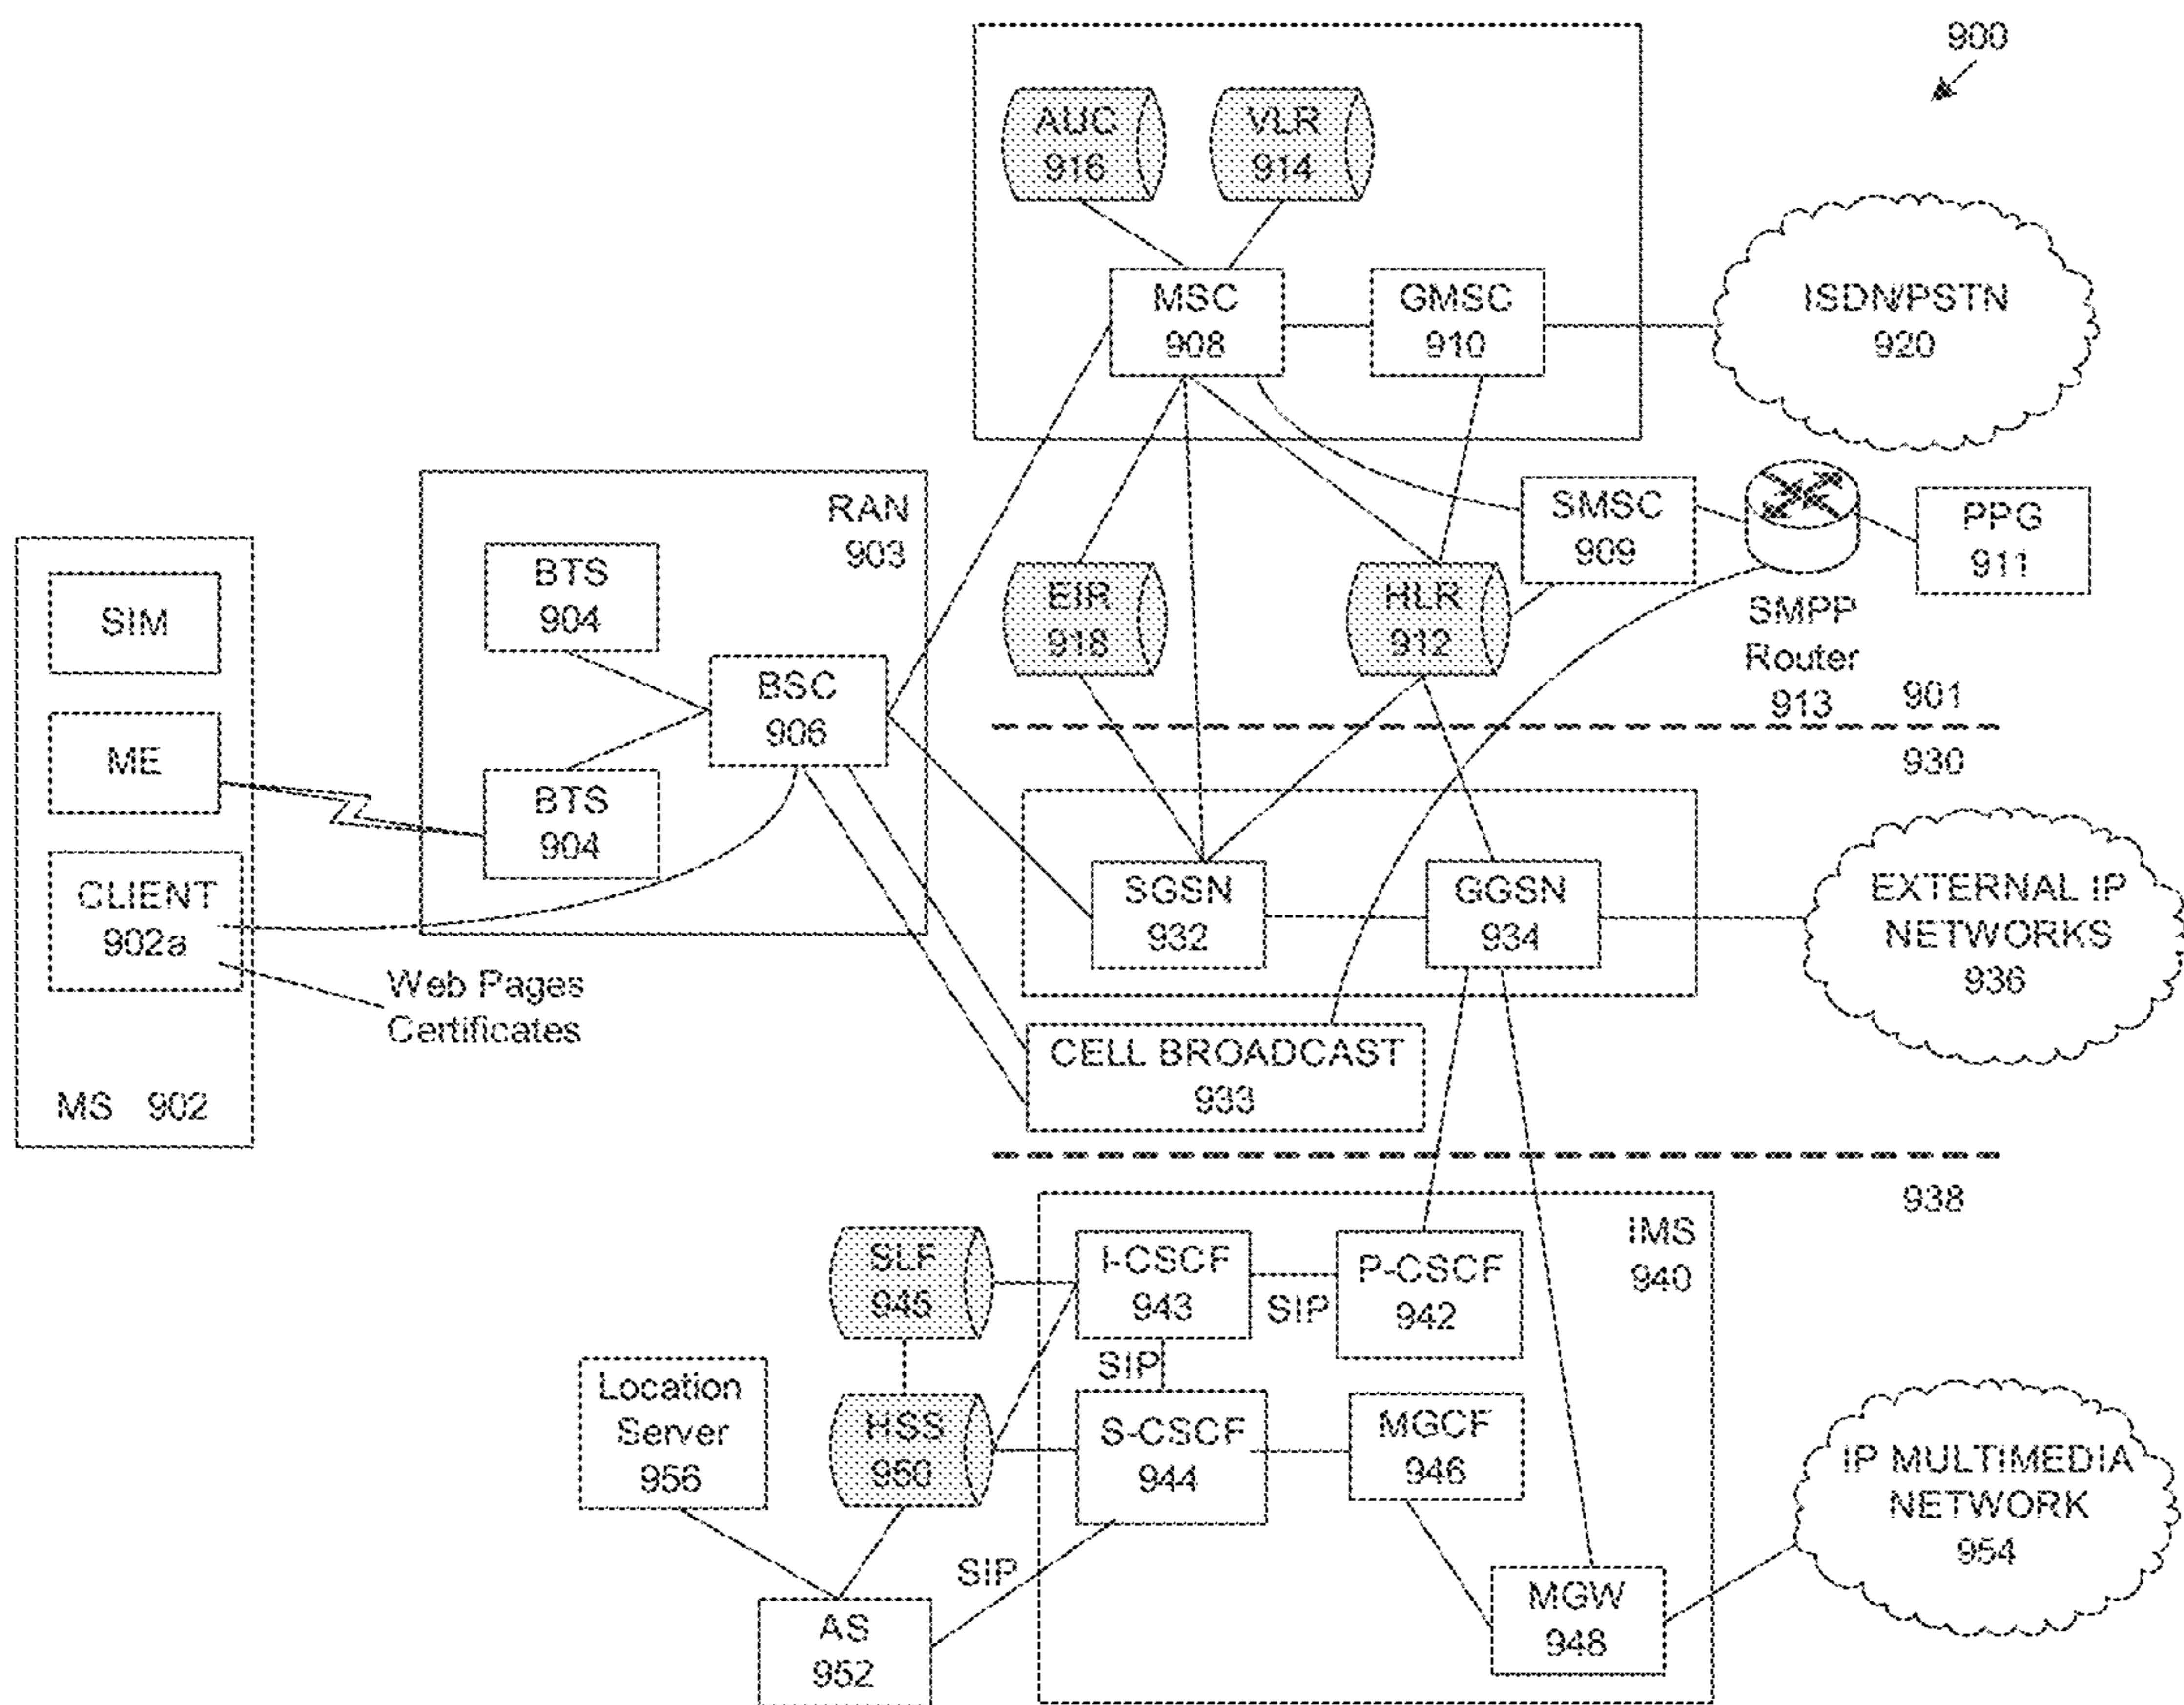 900
AUC
916
VLR
914
MSC
908
GMSC
910
ISDN/PSTN
920
RAN
903
SMSC
909
PPG
911
SIM
BTS
904
EIR
918
HLR
912
SMPP
Router
913
901
BSC
906
ME
930
BTS
904
CLIENT
902a
SGSN
932
GGSN
934
EXTERNAL IP
NETWORKS
936
Web Pages
Certificates
CELL BROADCAST
933
MS 902
938
IMS
940
SLF
945
I-CSCF
943
SIP
P-CSCF
942
SIP
Location
Server
956
HSS
950
S-CSCF
944
MGCF
946
IP MULTIMEDIA
NETWORK
954
SIP
AS
952
MGW
948